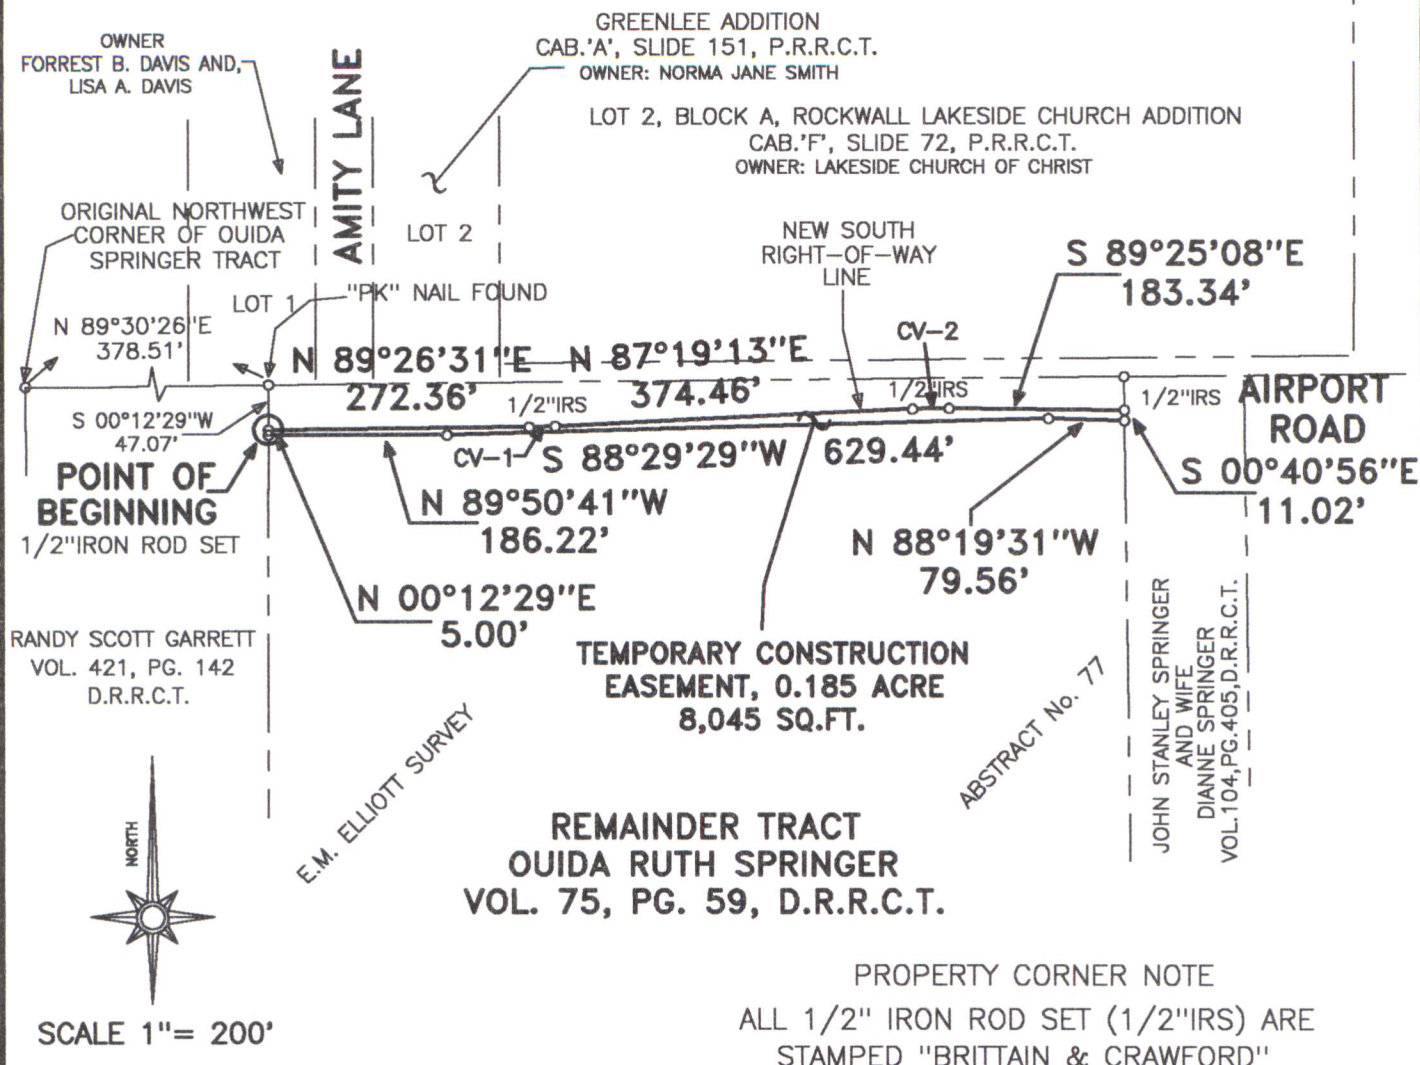 OWNER
FORREST B. DAVIS AND,
LISA A. DAVIS
AMITY LANE
GREENLEE ADDITION
CAB.'A', SLIDE 151, P.R.R.C.T.
OWNER: NORMA JANE SMITH
LOT 2, BLOCK A, ROCKWALL LAKESIDE CHURCH ADDITION
CAB.'F', SLIDE 72, P.R.R.C.T.
OWNER: LAKESIDE CHURCH OF CHRIST
ORIGINAL NORTHWEST
CORNER OF OUIDA
SPRINGER TRACT
LOT 2
NEW SOUTH
RIGHT-OF-WAY
LINE
S 89°25'08"E
183.34'
LOT 1
"PK" NAIL FOUND
N 89°30'26"E
378.51'
N 89°26'31"E
272.36'
N 87°19'13"E
374.46'
CV-2
1/2"IRS
1/2"IRS
1/2"IRS
AIRPORT
ROAD
S 00°12'29"W
47.07'
CV-1
S 88°29'29"W 629.44'
S 00°40'56"E
11.02'
POINT OF
BEGINNING
1/2"IRON ROD SET
N 89°50'41"W
186.22'
N 88°19'31"W
79.56'
N 00°12'29"E
5.00'
RANDY SCOTT GARRETT
VOL. 421, PG. 142
D.R.R.C.T.
TEMPORARY CONSTRUCTION
EASEMENT, 0.185 ACRE
8,045 SQ.FT.
E.M. ELLIOTT SURVEY
ABSTRACT No. 77
JOHN STANLEY SPRINGER
AND WIFE
DIANNE SPRINGER
VOL.104,PG.405,D.R.R.C.T.
REMAINDER TRACT
OUIDA RUTH SPRINGER
VOL. 75, PG. 59, D.R.R.C.T.
NORTH
SCALE 1"= 200'
PROPERTY CORNER NOTE
ALL 1/2" IRON ROD SET (1/2"IRS) ARE
STAMPED "BRITTAIN & CRAWFORD"